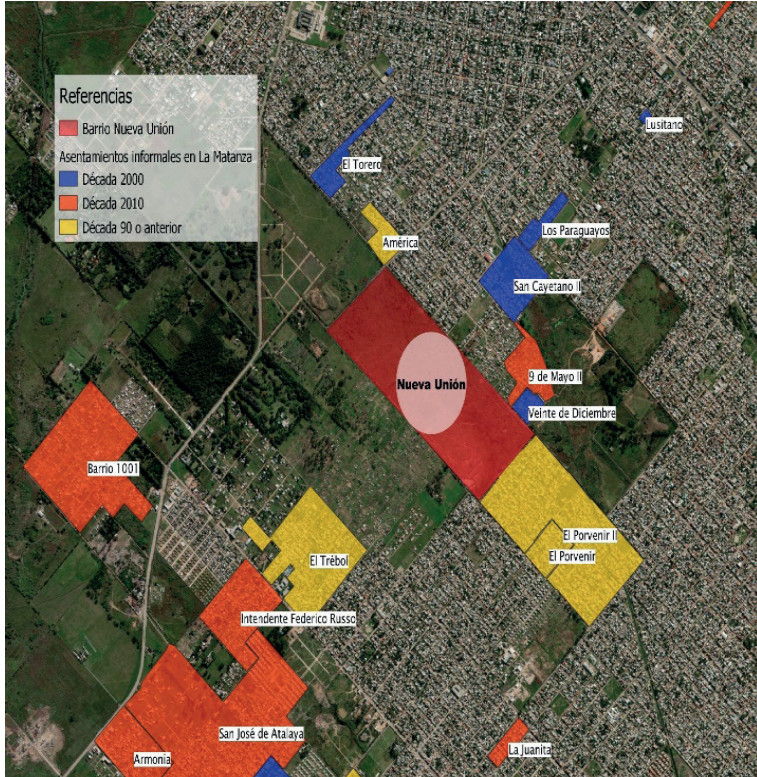 Referencias
Barrio Nueva Unión
Asentamientos informales en La Matanza
Década 2000
Década 2010
Década 90 o anterior
Lusitano
El Torero
Los Paraguayos
América
San Cayetano II
9 de Mayo II
Nueva Unión
Veinte de Diciembre
Barrio 1001
El Porvenir II
El Porvenir
El Trébol
Intendente Federico Russo
San José de Atalaya
La Juanita
Armonía